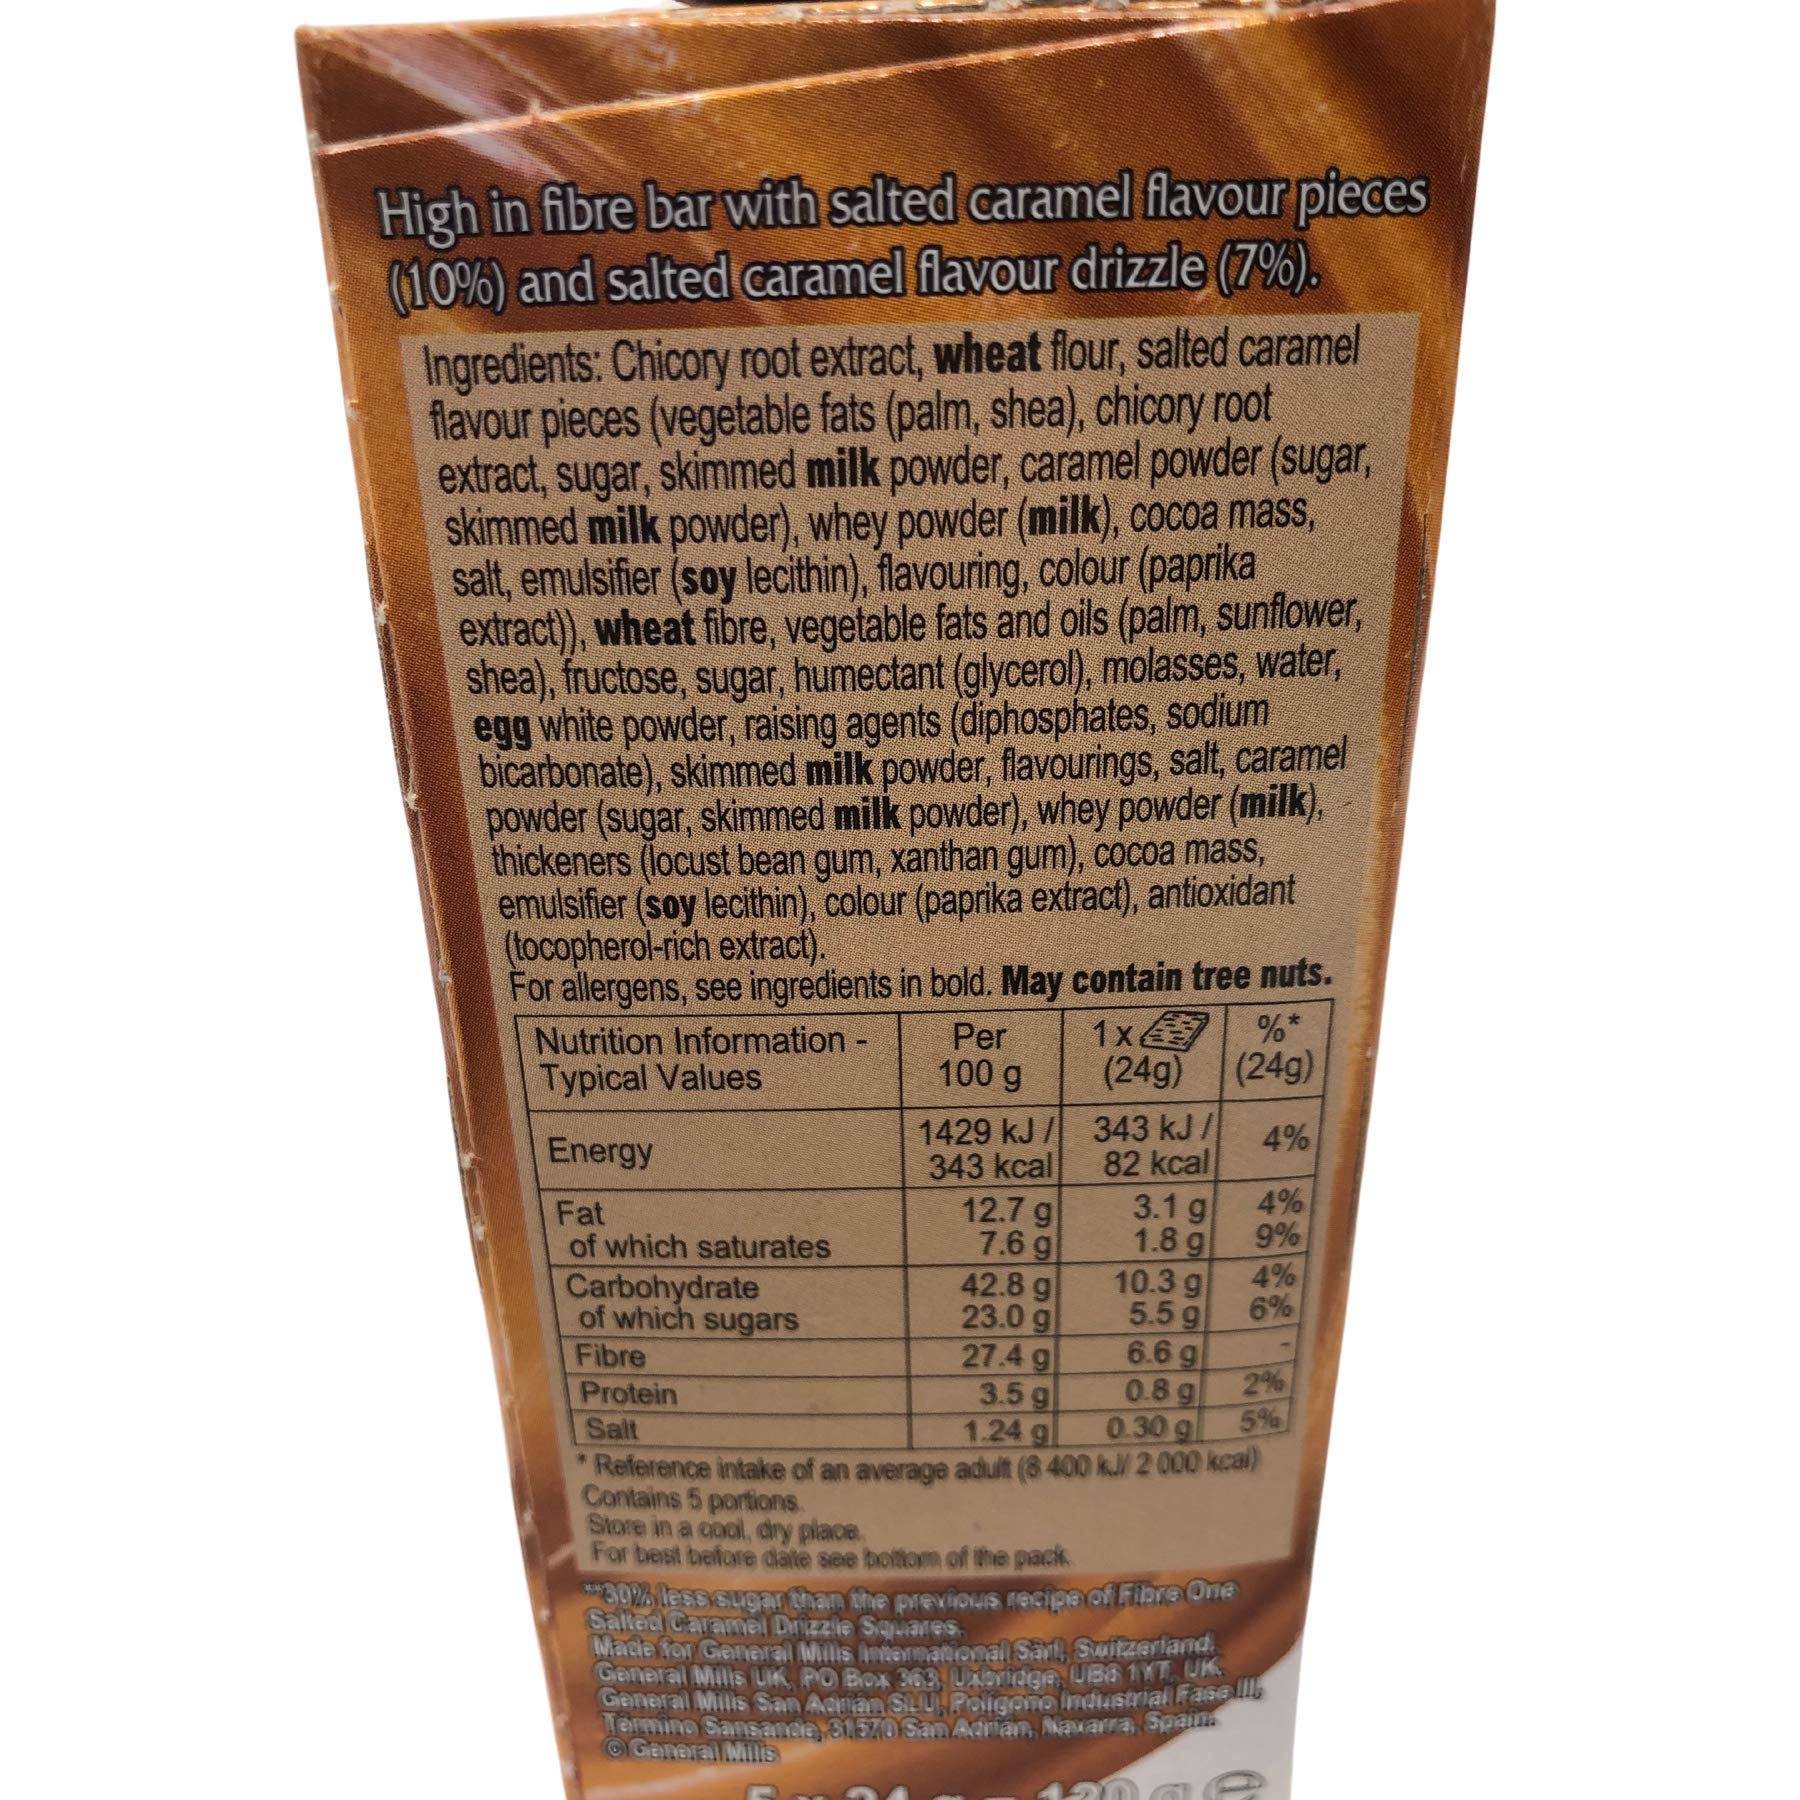 High in fibre bar with salted caramel flavour pieces
(10%) and salted caramel flavour drizzle (7%).
Ingredients: Chicory root extract, wheat flour, salted caramel
flavour pieces (vegetable fats (palm, shea), chicory root
extract, sugar, skimmed milk powder, caramel powder (sugar,
skimmed milk powder), whey powder (milk), cocoa mass,
salt, emulsifier (soy lecithin), flavouring, colour (paprika
extract)), wheat fibre, vegetable fats and oils (palm, sunflower,
shea), fructose, sugar, humectant (glycerol), molasses, water,
egg white powder, raising agents (diphosphates, sodium
bicarbonate), skimmed milk powder, flavourings, salt, caramel
powder (sugar, skimmed milk powder), whey powder (milk),
thickeners (locust bean gum, xanthan gum), cocoa mass,
emulsifier (soy lecithin), colour (paprika extract), antioxidant
(tocopherol-rich extract).
For allergens, see ingredients in bold. May contain tree nuts.
Nutrition Information - Per 1 x %*
Typical Values 100 g (24g) (24g)
Energy 1429 kJ / 343 kJ / 4%
343 kcal 82 kcal
Fat 12.7 g 3.1 g 4%
of which saturates 7.6 g 1.8 g 9%
Carbohydrate 42.8 g 10.3 g 4%
of which sugars 23.0 g 5.5 g 6%
Fibre 27.4 g 6.6 g -
Protein 3.5 g 0.8 g 2%
Salt 1.24 g 0.30 g 5%
* Reference intake of an average adult (8 400 kJ/ 2 000 kcal)
Contains 5 portions.
Store in a cool, dry place.
For best before date see bottom of the pack.
**30% less sugar than the previous recipe of Fibre One
Salted Caramel Drizzle Squares.
Made for General Mills International Sàrl, Switzerland.
General Mills UK, PO Box 363, Uxbridge, UB8 1YT, UK.
General Mills San Adrián SLU, Polígono Industrial Fase III,
Término Sansande, 31570 San Adrián, Navarra, Spain.
© General Mills
5 x 24 g = 120 g e